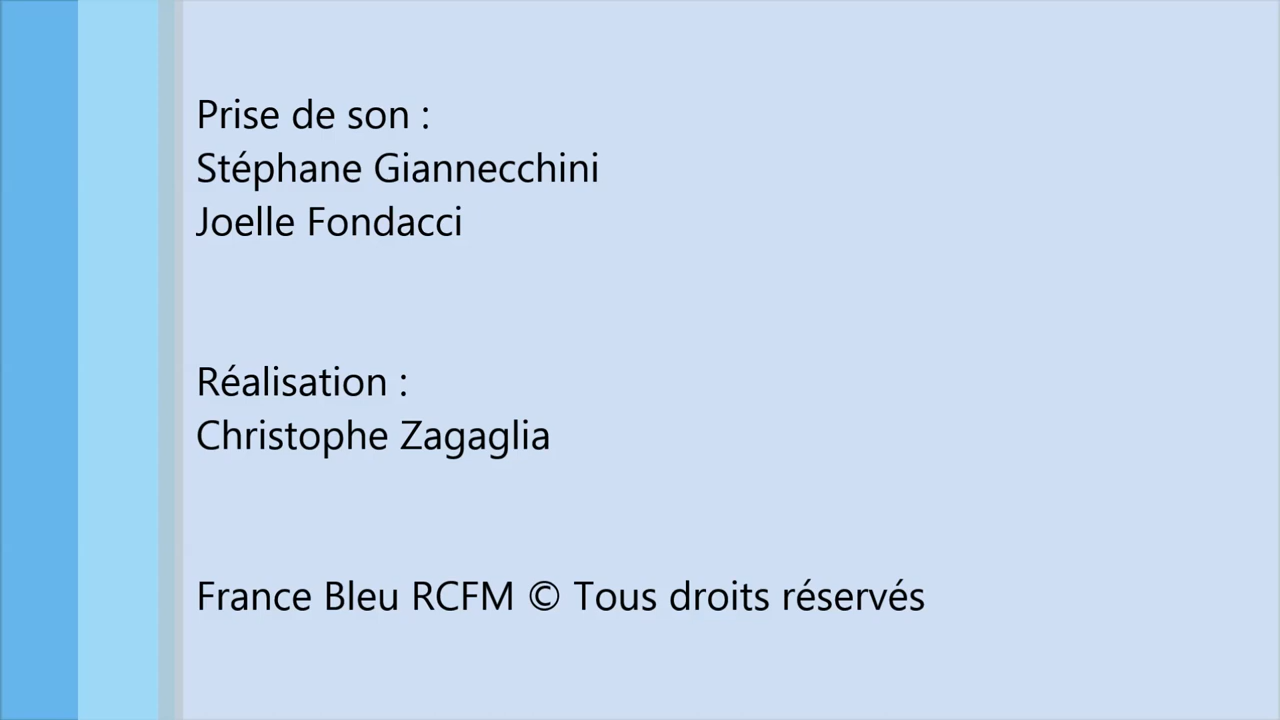 Prise de son :
Stéphane Giannecchini
Joelle Fondacci
Réalisation :
Christophe Zagaglia
France Bleu RCFM © Tous droits réservés